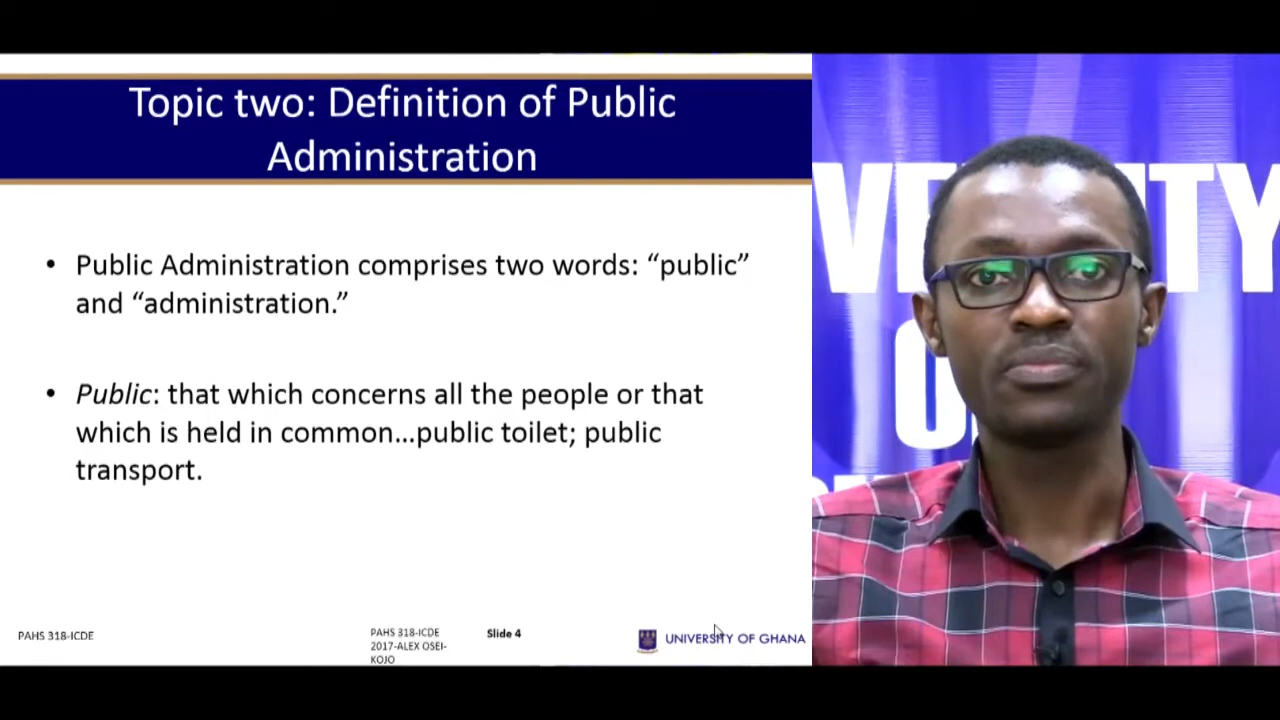 Topic two: Definition of Public
Administration
• Public Administration comprises two words: “public”
and “administration.”
• Public: that which concerns all the people or that
which is held in common…public toilet; public
transport.
PAHS 318-ICDE
PAHS 318-ICDE
2017-ALEX OSEI-
KOJO
Slide 4
UNIVERSITY OF GHANA
VE TY
O